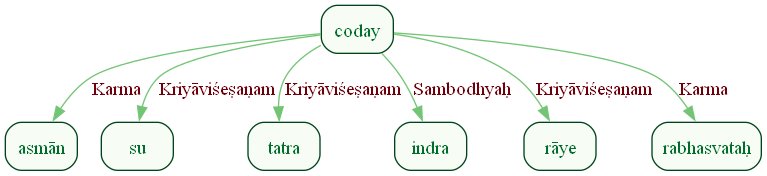 coday
Karma Kriyāviśeṣaṇam Kriyāviśeṣaṇam Sambodhyaḥ Kriyāviśeṣaṇam Karma
asmān su tatra indra rāye rabhasvataḥ